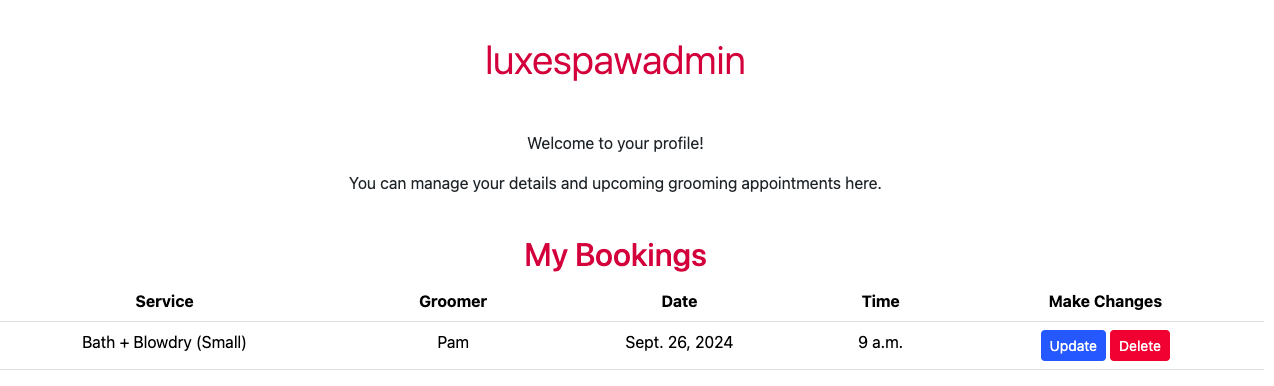 luxespawadmin
Welcome to your profile!
You can manage your details and upcoming grooming appointments here.
My Bookings
Service Groomer Date Time Make Changes
Bath + Blowdry (Small) Pam Sept. 26, 2024 9 a.m. Update Delete